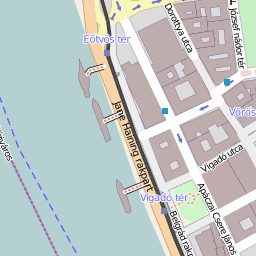 Eötvös tér
Dorottya utca
József nádor tér
Jane Haining rakpart
Vörös
Vigadó utca
Vigadó tér
Apáczai Csere János
Belgrád rakp
város